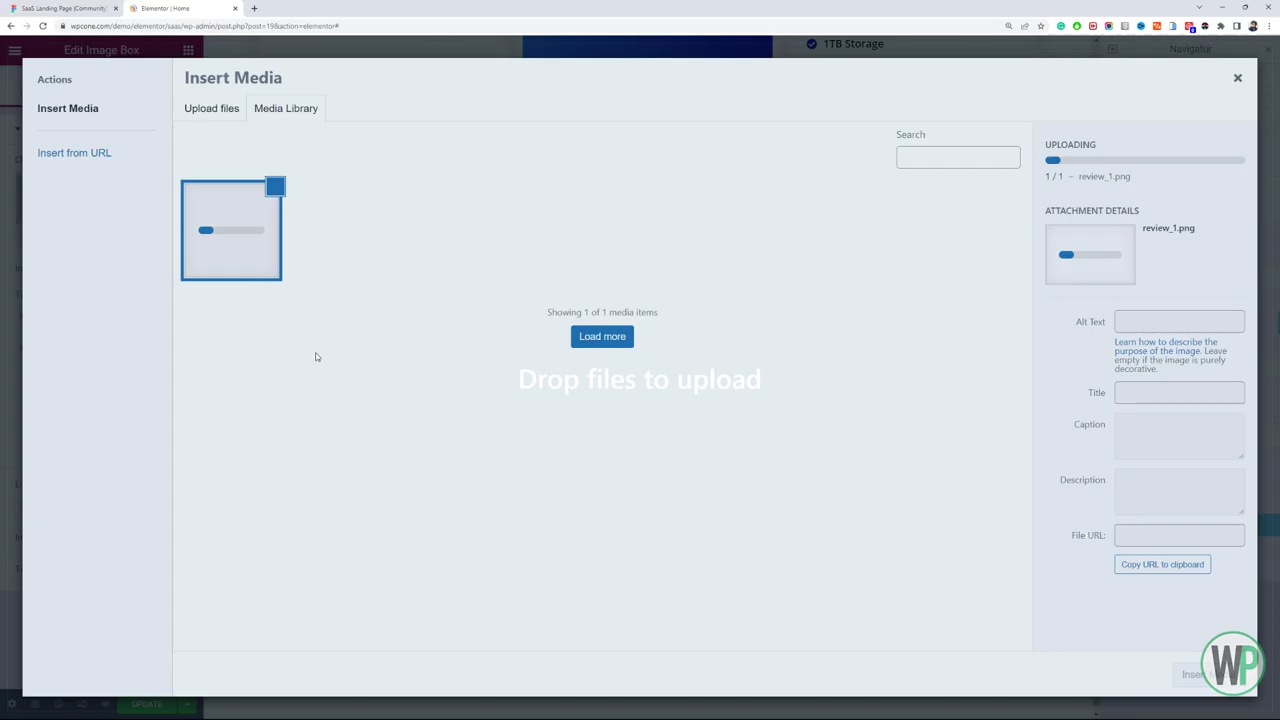 SaaS Landing Page (Community)
Elementor | Home
wpcone.com/demo/elementor/saas/wp-admin/post.php?post=19&action=elementor#
Edit Image Box
1TB Storage
Navigator
Actions
Insert Media
Insert from URL
Insert Media
Upload files
Media Library
Search
Showing 1 of 1 media items
Load more
Drop files to upload
UPLOADING
1 / 1 – review_1.png
ATTACHMENT DETAILS
review_1.png
Alt Text
Learn how to describe the
purpose of the image. Leave
empty if the image is purely
decorative.
Title
Caption
Description
File URL:
Copy URL to clipboard
UPDATE
WP